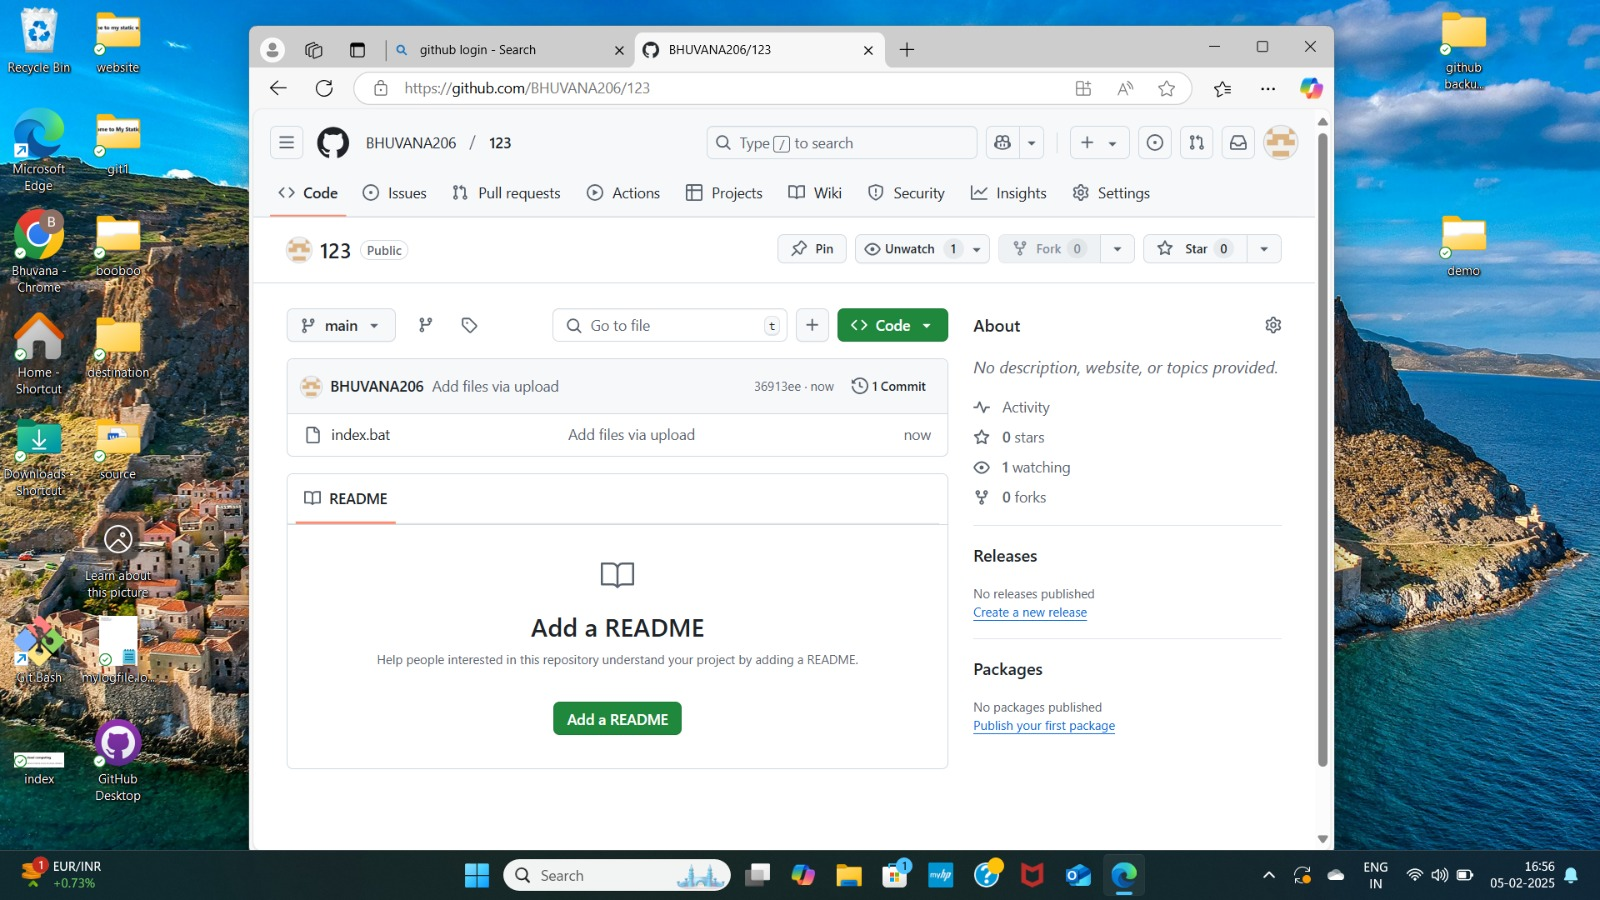 github login - Search
BHUVANA206/123
https://github.com/BHUVANA206/123
BHUVANA206 / 123
Type / to search
Code
Issues
Pull requests
Actions
Projects
Wiki
Security
Insights
Settings
123 Public
Pin
Unwatch 1
Fork 0
Star 0
main
Go to file t
Code
BHUVANA206 Add files via upload
36913ee · now
1 Commit
index.bat
Add files via upload
now
README
Add a README
Help people interested in this repository understand your project by adding a README.
Add a README
About
No description, website, or topics provided.
Activity
0 stars
1 watching
0 forks
Releases
No releases published
Create a new release
Packages
No packages published
Publish your first package
Recycle Bin
website
Microsoft
Edge
git1
B
Bhuvana -
Chrome
booboo
Home -
Shortcut
destination
Downloads -
Shortcut
source
Learn about
this picture
Git Bash
mylogfile.lo...
index
GitHub
Desktop
github
backu...
demo
1
EUR/INR
+0.73%
Search
1
myhp
ENG
IN
16:56
05-02-2025